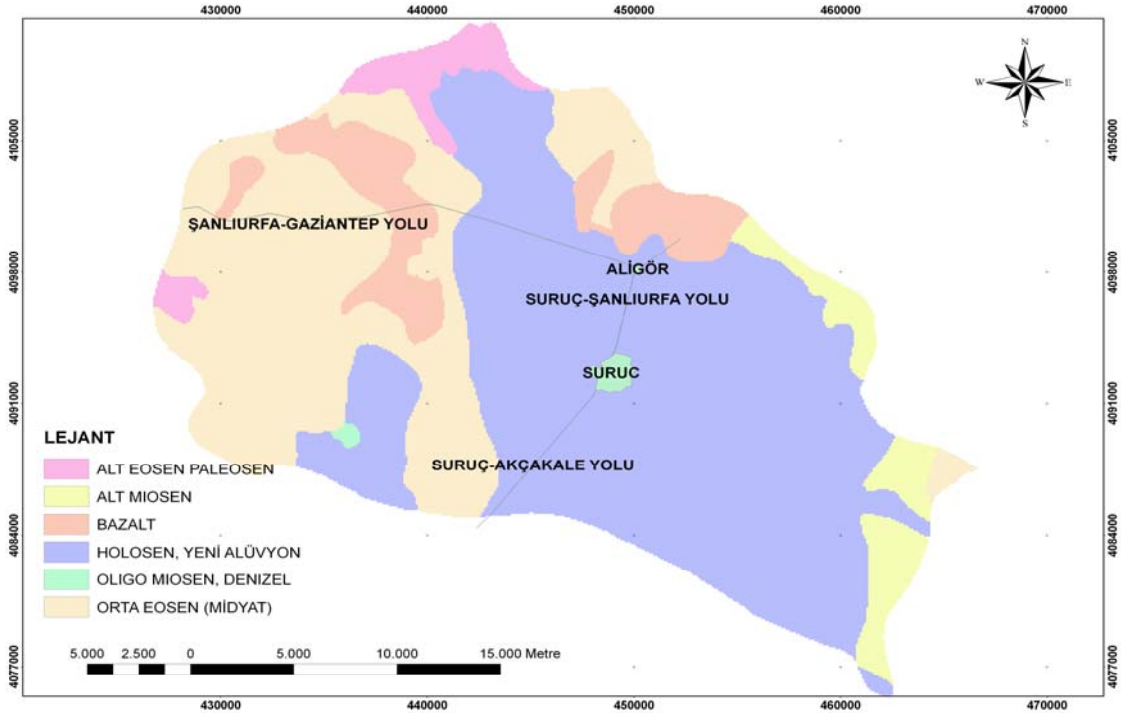 430000 440000 450000 460000 470000
N
W E
S
4105000 4105000
ŞANLIURFA-GAZİANTEP YOLU
4098000 4098000
ALİGÖR
SURUÇ-ŞANLIURFA YOLU
SURUC
4091000 4091000
LEJANT
SURUÇ-AKÇAKALE YOLU
ALT EOSEN PALEOSEN
ALT MIOSEN
BAZALT
4084000 4084000
HOLOSEN, YENİ ALÜVYON
OLIGO MIOSEN, DENIZEL
ORTA EOSEN (MİDYAT)
5.000 2.500 0 5.000 10.000 15.000 Metre
4077000 4077000
430000 440000 450000 460000 470000